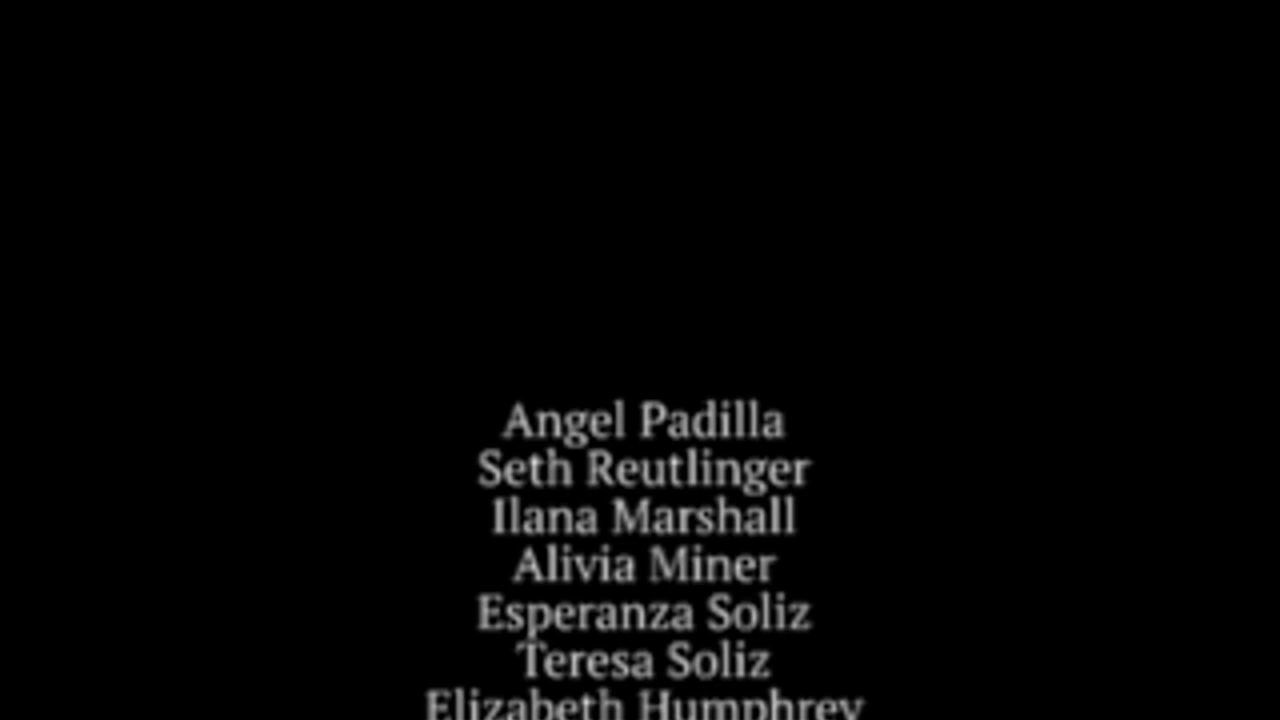 Angel Padilla
Seth Reutlinger
Ilana Marshall
Alivia Miner
Esperanza Soliz
Teresa Soliz
Elizabeth Humphrey